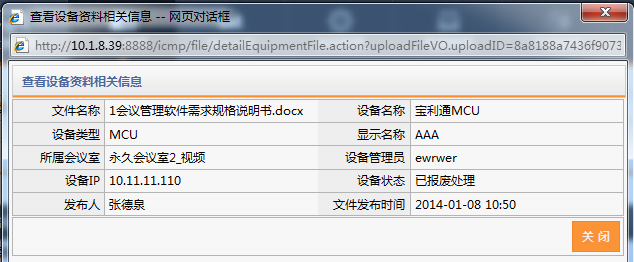 查看设备资料相关信息 -- 网页对话框
http://10.1.8.39:8888/icmp/file/detailEquipmentFile.action?uploadFileVO.uploadID=8a8188a7436f9073
查看设备资料相关信息
文件名称 1会议管理软件需求规格说明书.docx 设备名称 宝利通MCU
设备类型 MCU 显示名称 AAA
所属会议室 永久会议室2_视频 设备管理员 ewrwer
设备IP 10.11.11.110 设备状态 已报废处理
发布人 张德泉 文件发布时间 2014-01-08 10:50
关 闭